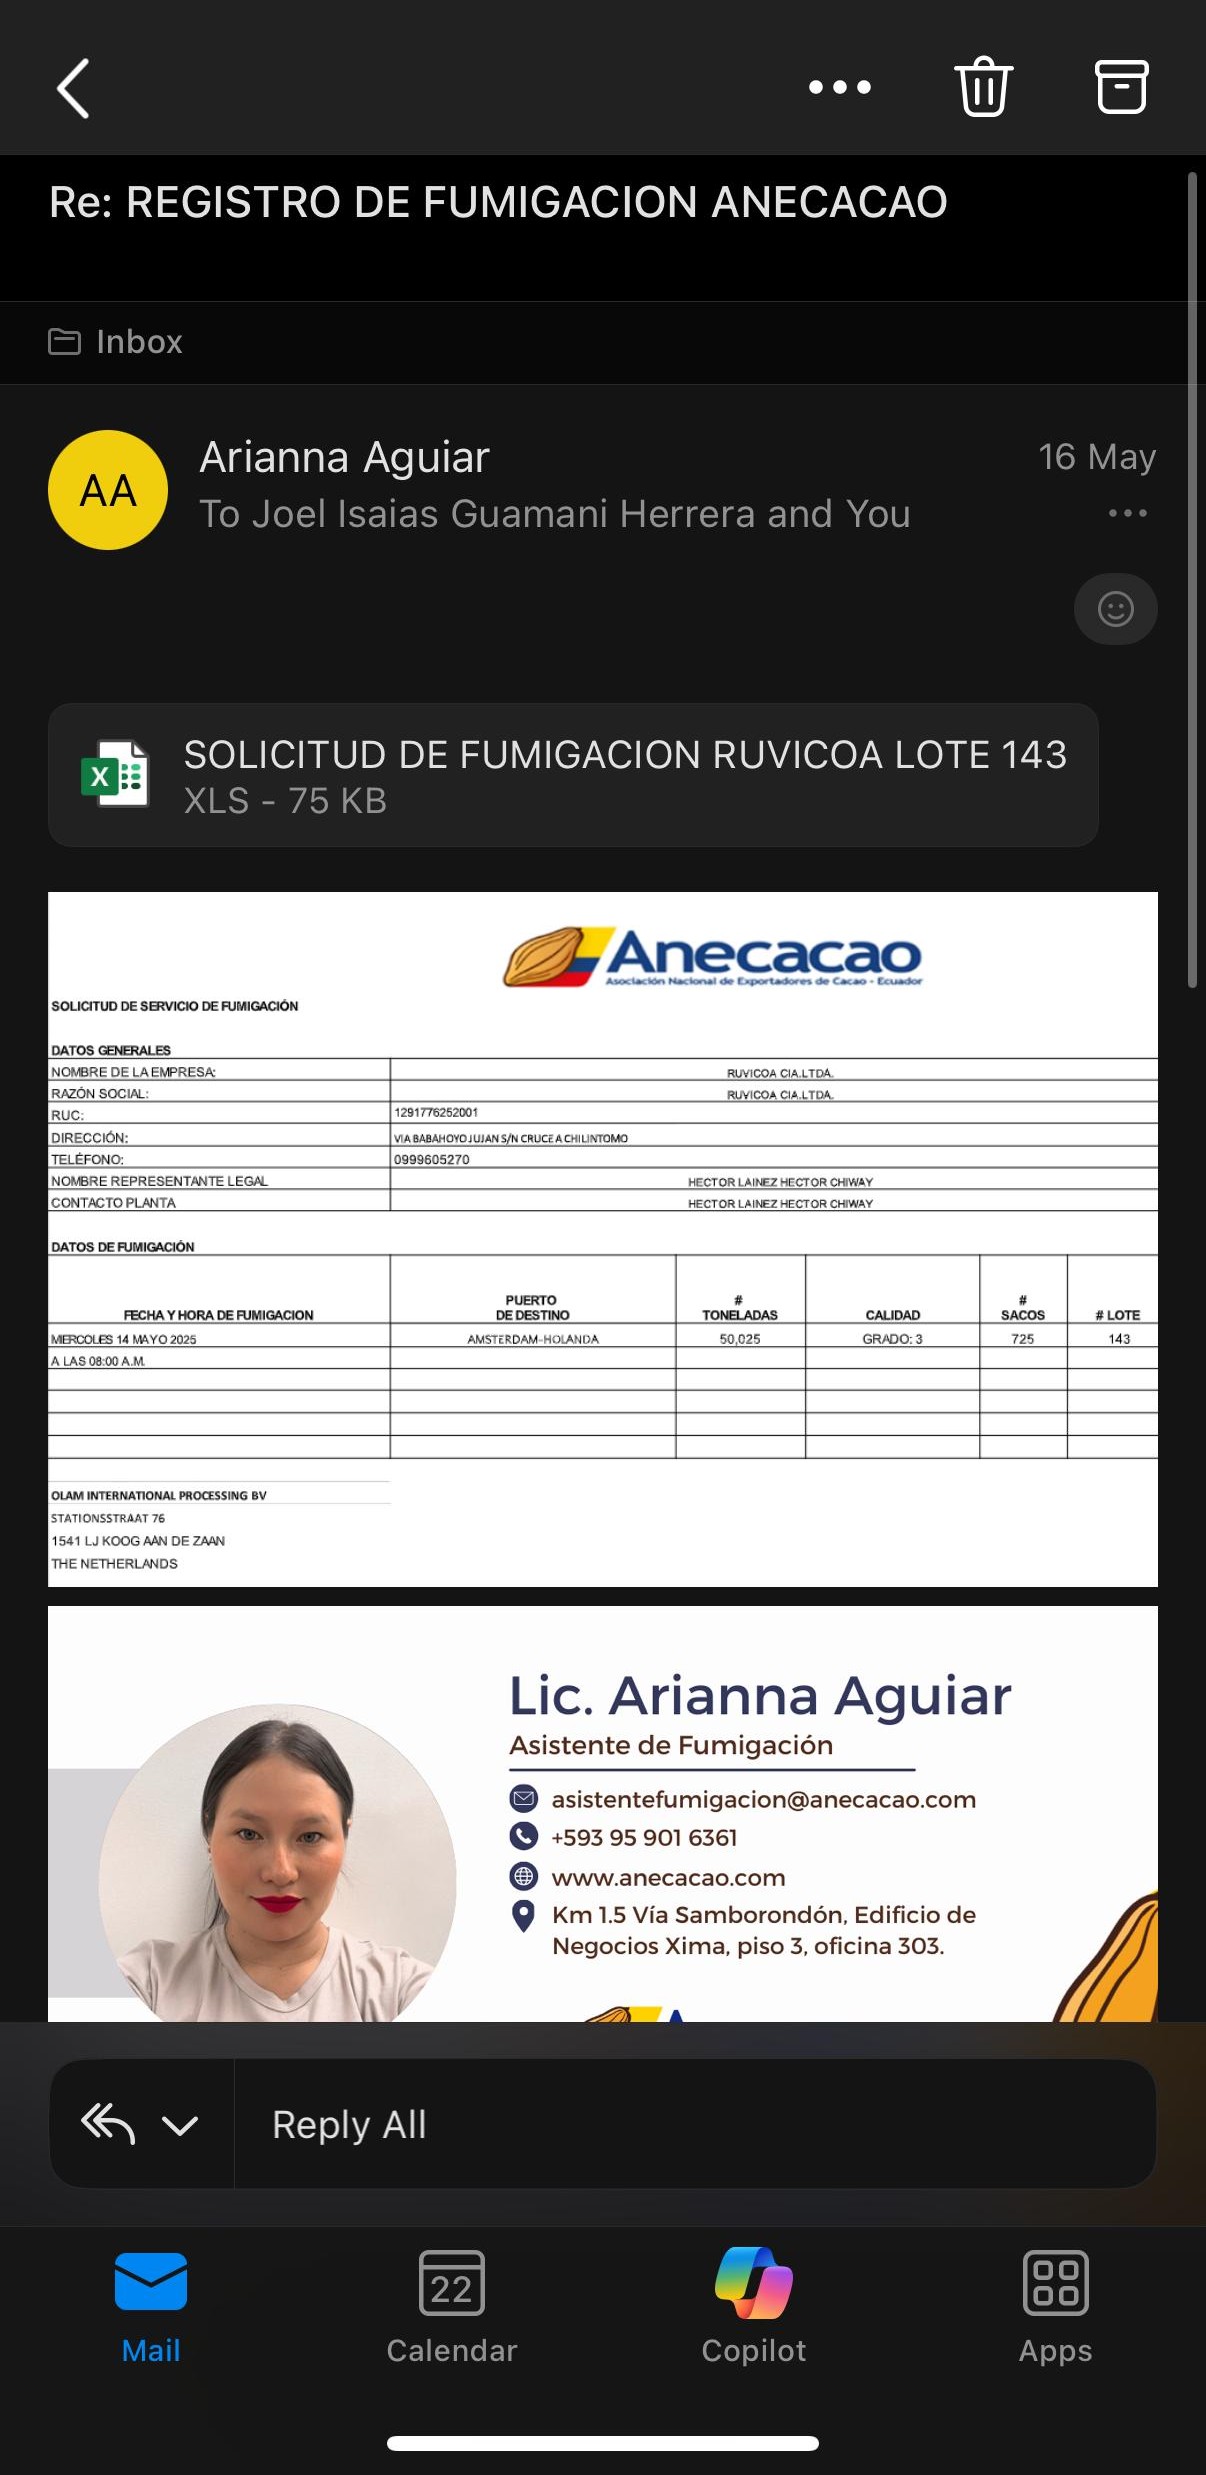 Re: REGISTRO DE FUMIGACION ANECACAO
Inbox
AA
Arianna Aguiar
16 May
To Joel Isaias Guamani Herrera and You
X
SOLICITUD DE FUMIGACION RUVICOA LOTE 143
XLS - 75 KB
Anecacao
Asociación Nacional de Exportadores de Cacao - Ecuador
SOLICITUD DE SERVICIO DE FUMIGACIÓN
DATOS GENERALES
NOMBRE DE LA EMPRESA: RUVICOA CIA.LTDA.
RAZÓN SOCIAL: RUVICOA CIA.LTDA.
RUC: 1291776252001
DIRECCIÓN: VIA BABAHOYO JUJAN S/N CRUCE A CHILINTOMO
TELÉFONO: 0999605270
NOMBRE REPRESENTANTE LEGAL HECTOR LAINEZ HECTOR CHIWAY
CONTACTO PLANTA HECTOR LAINEZ HECTOR CHIWAY
DATOS DE FUMIGACIÓN
FECHA Y HORA DE FUMIGACION PUERTO DE DESTINO # TONELADAS CALIDAD # SACOS # LOTE
MIERCOLES 14 MAYO 2025 AMSTERDAM-HOLANDA 50,025 GRADO: 3 725 143
A LAS 08:00 A.M.
OLAM INTERNATIONAL PROCESSING BV
STATIONSSTRAAT 76
1541 LJ KOOG AAN DE ZAAN
THE NETHERLANDS
Lic. Arianna Aguiar
Asistente de Fumigación
asistentefumigacion@anecacao.com
+593 95 901 6361
www.anecacao.com
Km 1.5 Vía Samborondón, Edificio de
Negocios Xima, piso 3, oficina 303.
Reply All
22
Mail
Calendar
Copilot
Apps